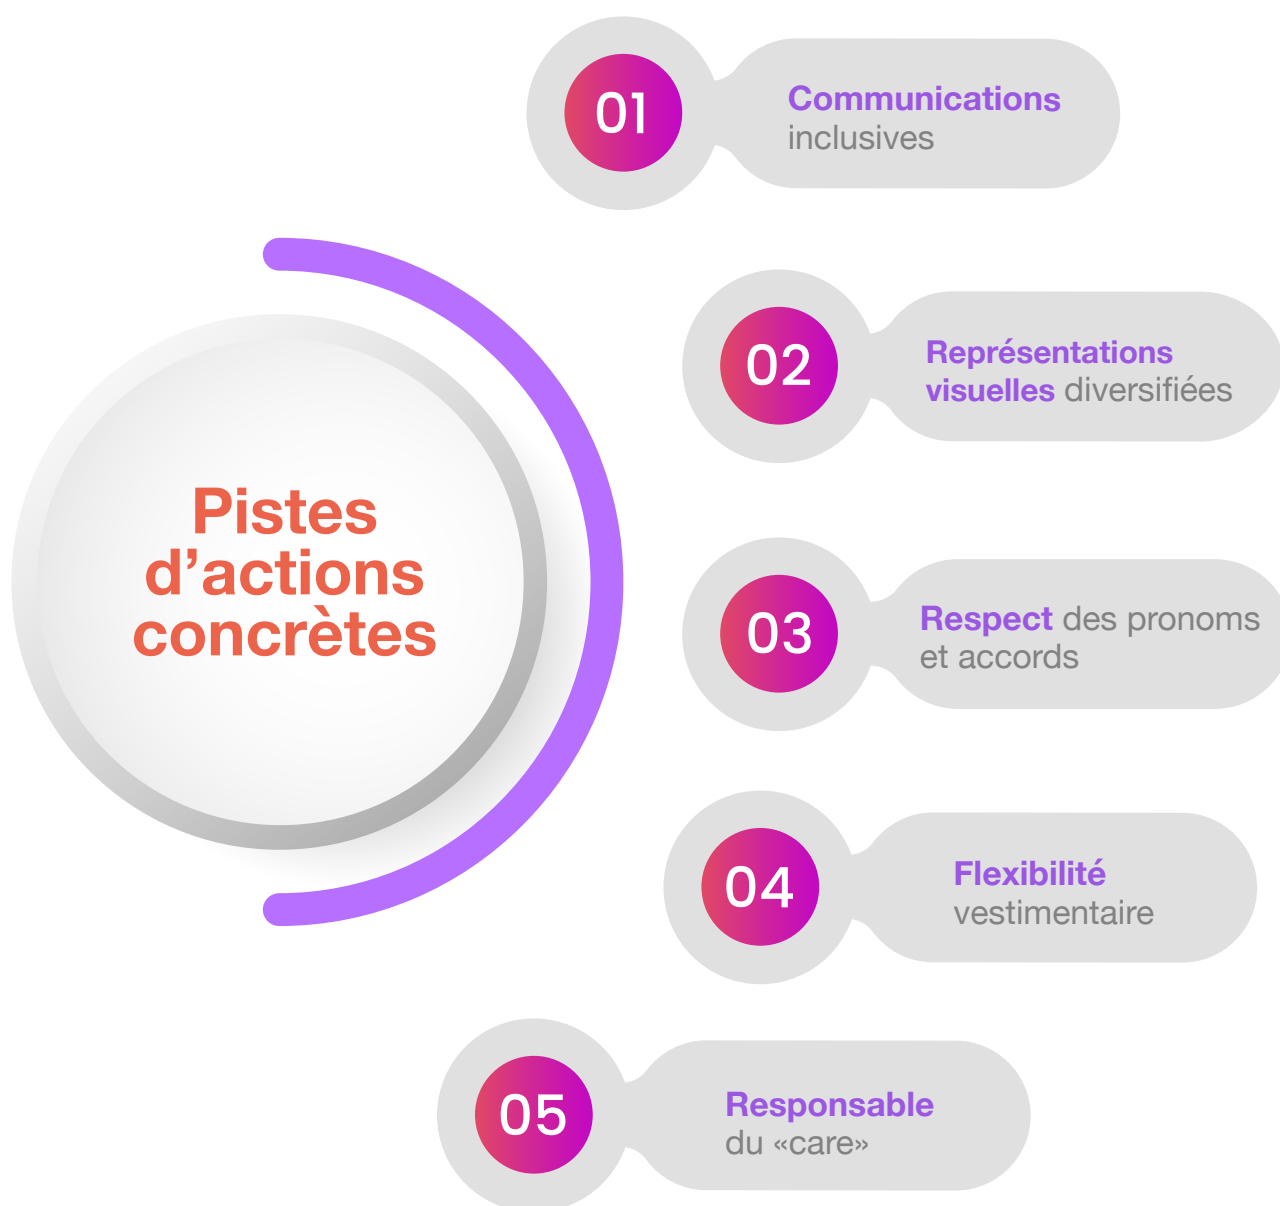 Pistes
d’actions
concrètes
01
Communications
inclusives
02
Représentations
visuelles diversifiées
03
Respect des pronoms
et accords
04
Flexibilité
vestimentaire
05
Responsable
du «care»